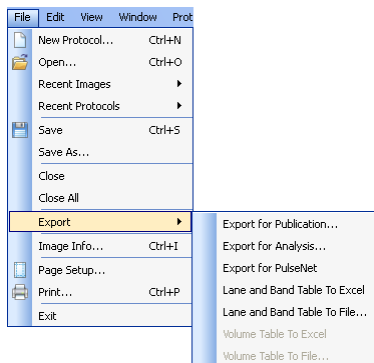 File Edit View Window Prot
New Protocol... Ctrl+N
Open... Ctrl+O
Recent Images
Recent Protocols
Save Ctrl+S
Save As...
Close
Close All
Export
Image Info... Ctrl+I
Page Setup...
Print... Ctrl+P
Exit
Export for Publication...
Export for Analysis...
Export for PulseNet
Lane and Band Table To Excel
Lane and Band Table To File...
Volume Table To Excel
Volume Table To File...